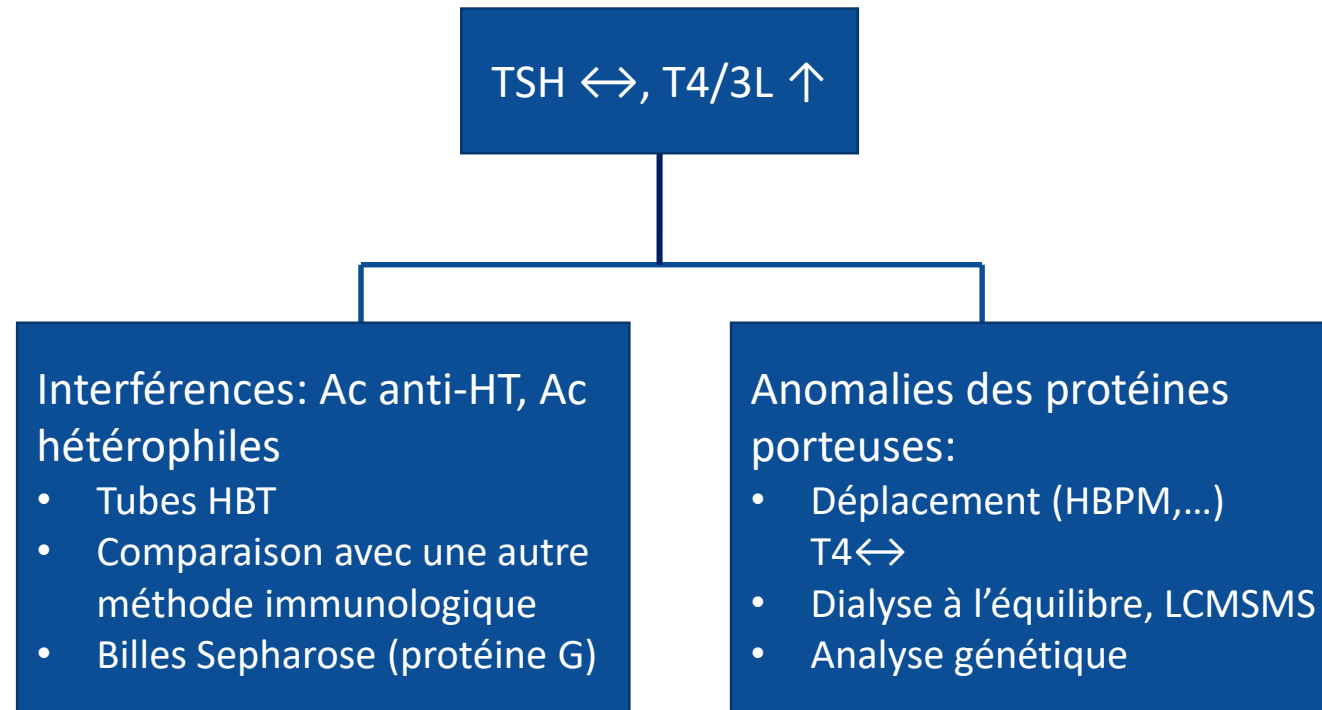 TSH ↔, T4/3L ↑
Interférences: Ac anti-HT, Ac
hétérophiles
• Tubes HBT
• Comparaison avec une autre
méthode immunologique
• Billes Sepharose (protéine G)
Anomalies des protéines
porteuses:
• Déplacement (HBPM,…)
T4↔
• Dialyse à l’équilibre, LCMSMS
• Analyse génétique